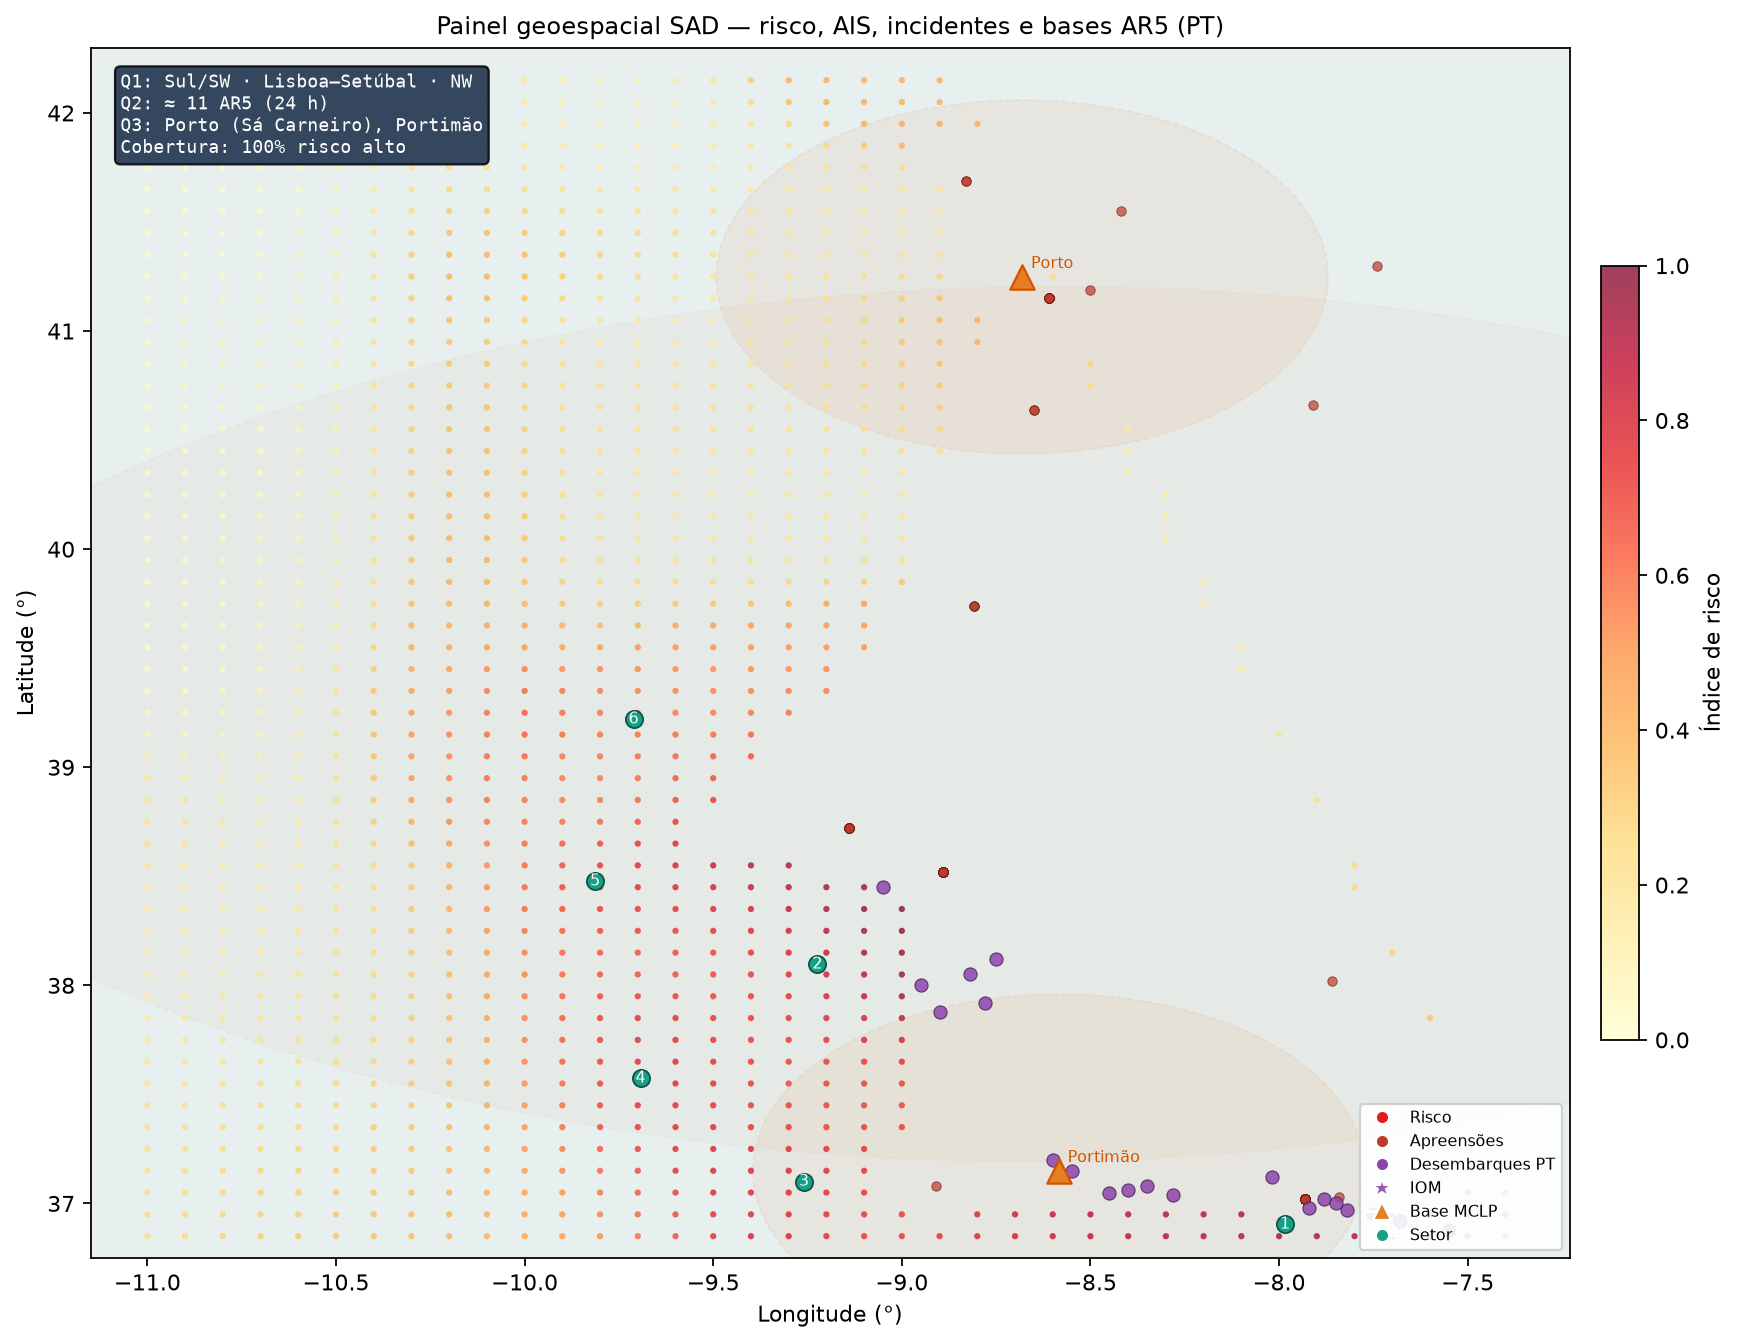 Painel geoespacial SAD — risco, AIS, incidentes e bases AR5 (PT)
Q1: Sul/SW · Lisboa–Setúbal · NW
Q2: ≈ 11 AR5 (24 h)
Q3: Porto (Sá Carneiro), Portimão
Cobertura: 100% risco alto
42
41
40
39
38
37
Latitude (°)
Porto
6
5
2
4
3
Portimão
1
Risco
Apreensões
Desembarques PT
IOM
Base MCLP
Setor
−11.0
−10.5
−10.0
−9.5
−9.0
−8.5
−8.0
−7.5
Longitude (°)
1.0
0.8
0.6
0.4
0.2
0.0
Índice de risco